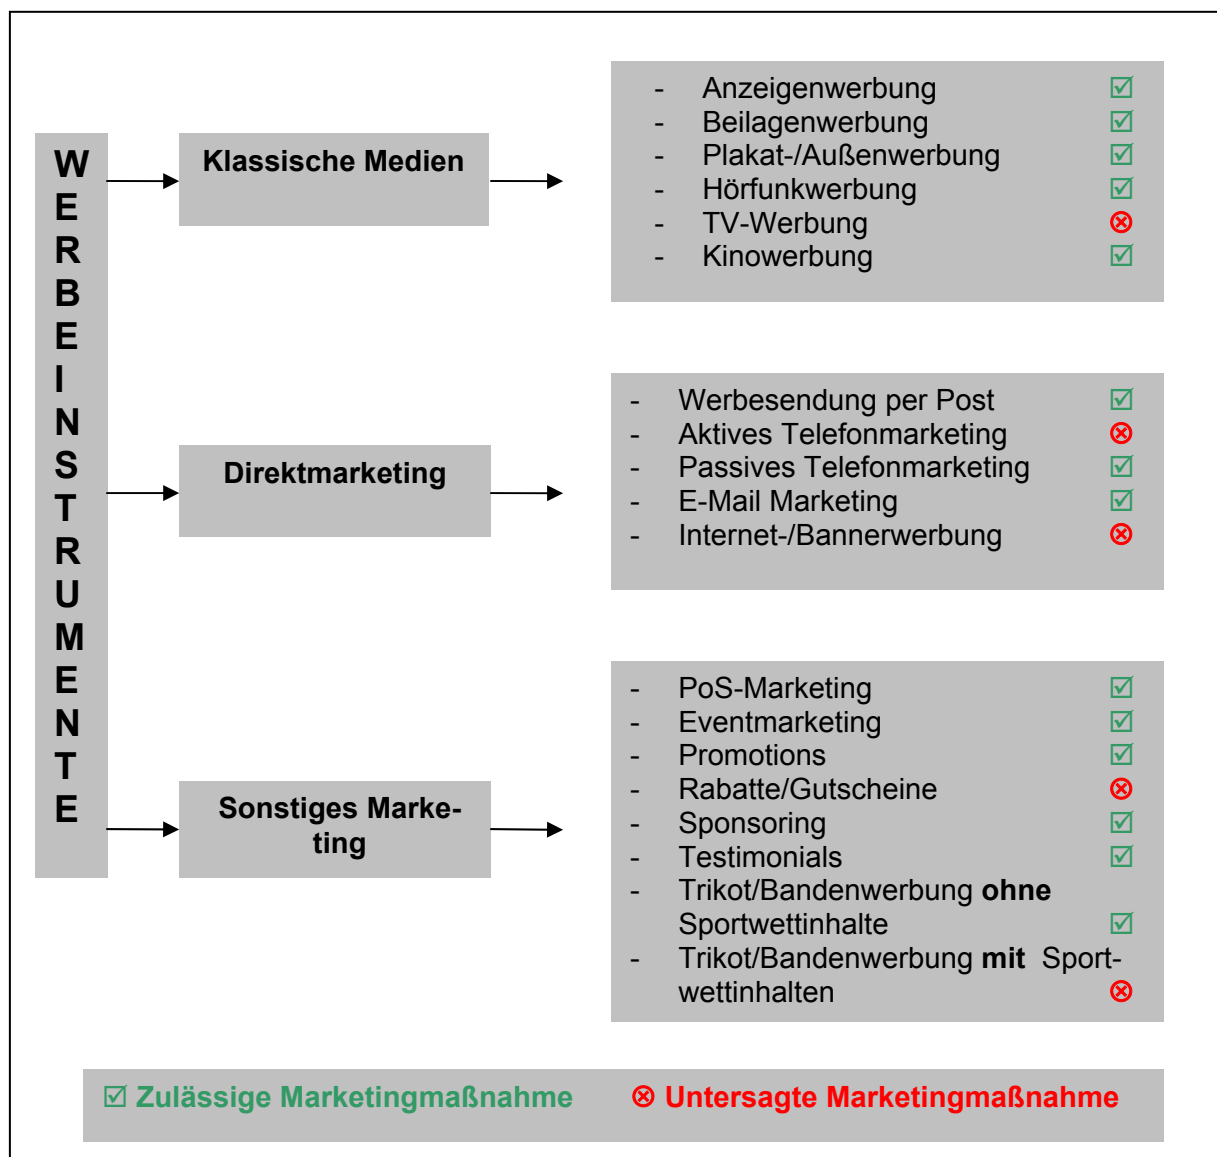 WERBEINSTRUMENTE
Klassische Medien
- Anzeigenwerbung ☑
- Beilagenwerbung ☑
- Plakat-/Außenwerbung ☑
- Hörfunkwerbung ☑
- TV-Werbung ⊗
- Kinowerbung ☑
Direktmarketing
- Werbesendung per Post ☑
- Aktives Telefonmarketing ⊗
- Passives Telefonmarketing ☑
- E-Mail Marketing ☑
- Internet-/Bannerwerbung ⊗
Sonstiges Marke-
ting
- PoS-Marketing ☑
- Eventmarketing ☑
- Promotions ☑
- Rabatte/Gutscheine ⊗
- Sponsoring ☑
- Testimonials ☑
- Trikot/Bandenwerbung ohne
Sportwettinhalte ☑
- Trikot/Bandenwerbung mit Sport-
wettinhalten ⊗
☑ Zulässige Marketingmaßnahme ⊗ Untersagte Marketingmaßnahme